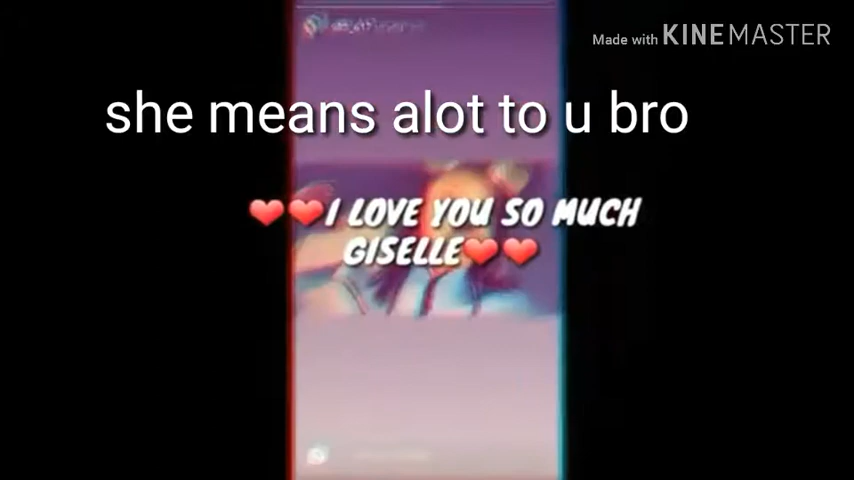 Made with KINEMASTER
she means alot to u bro
❤❤I LOVE YOU SO MUCH
GISELLE❤❤